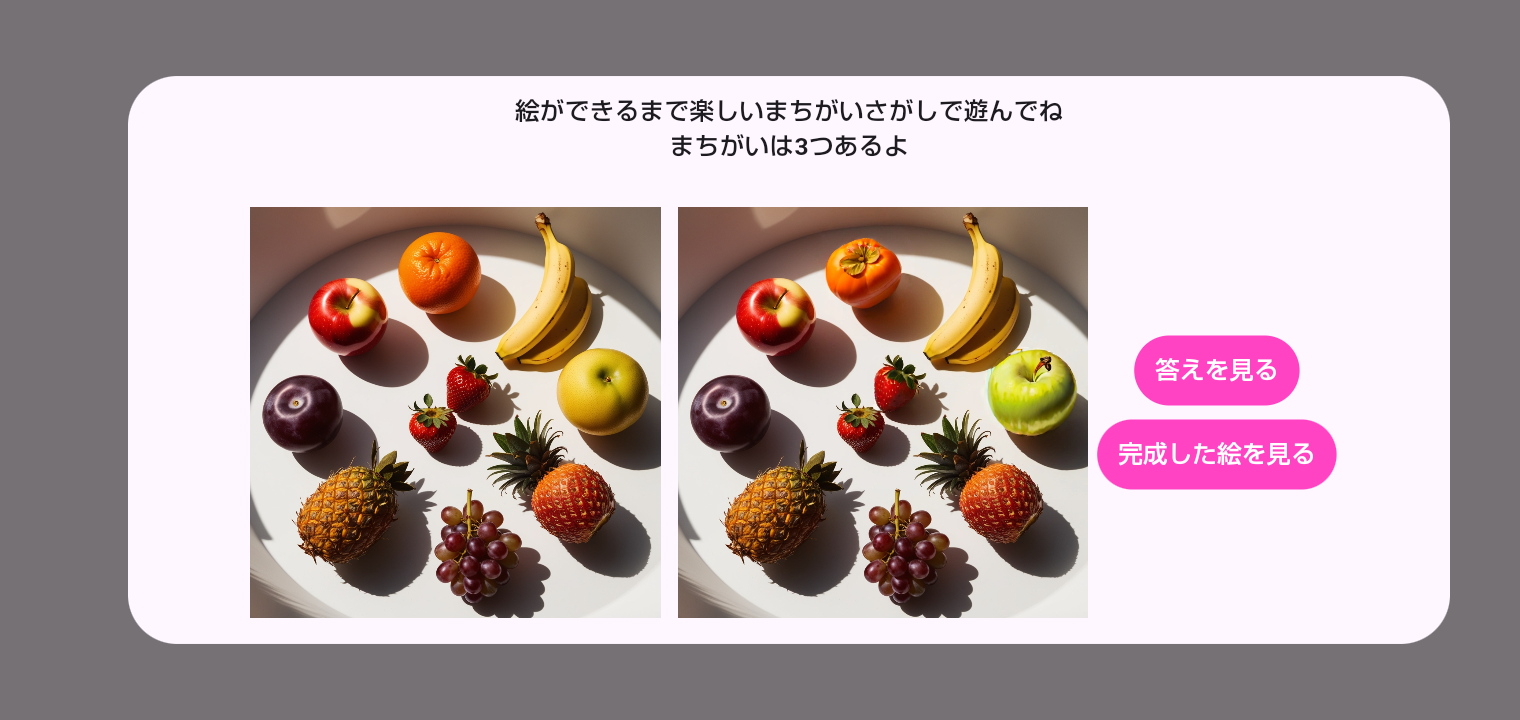 絵ができるまで楽しいまちがいさがしで遊んでね
まちがいは3つあるよ
答えを見る
完成した絵を見る